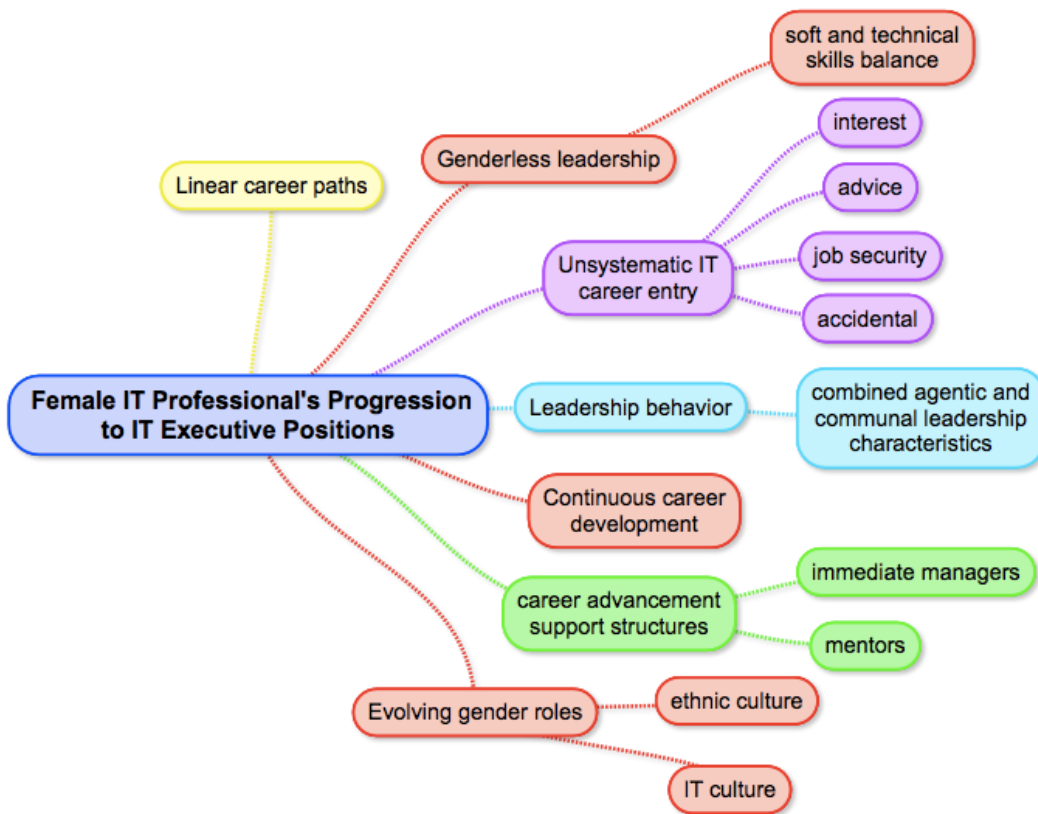 soft and technical
skills balance
interest
Genderless leadership
Linear career paths
advice
Unsystematic IT
career entry
job security
accidental
Female IT Professional's Progression
to IT Executive Positions
Leadership behavior
combined agentic and
communal leadership
characteristics
Continuous career
development
career advancement
support structures
immediate managers
mentors
Evolving gender roles
ethnic culture
IT culture